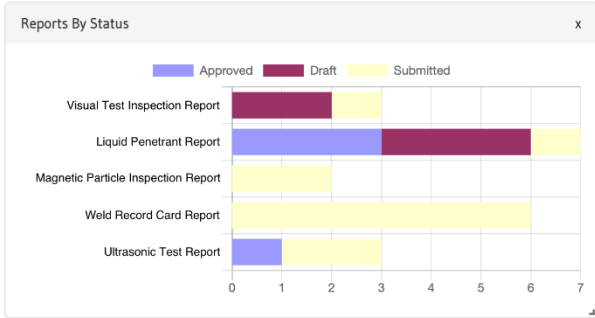 Reports By Status x
Approved Draft Submitted
Visual Test Inspection Report
Liquid Penetrant Report
Magnetic Particle Inspection Report
Weld Record Card Report
Ultrasonic Test Report
0 1 2 3 4 5 6 7